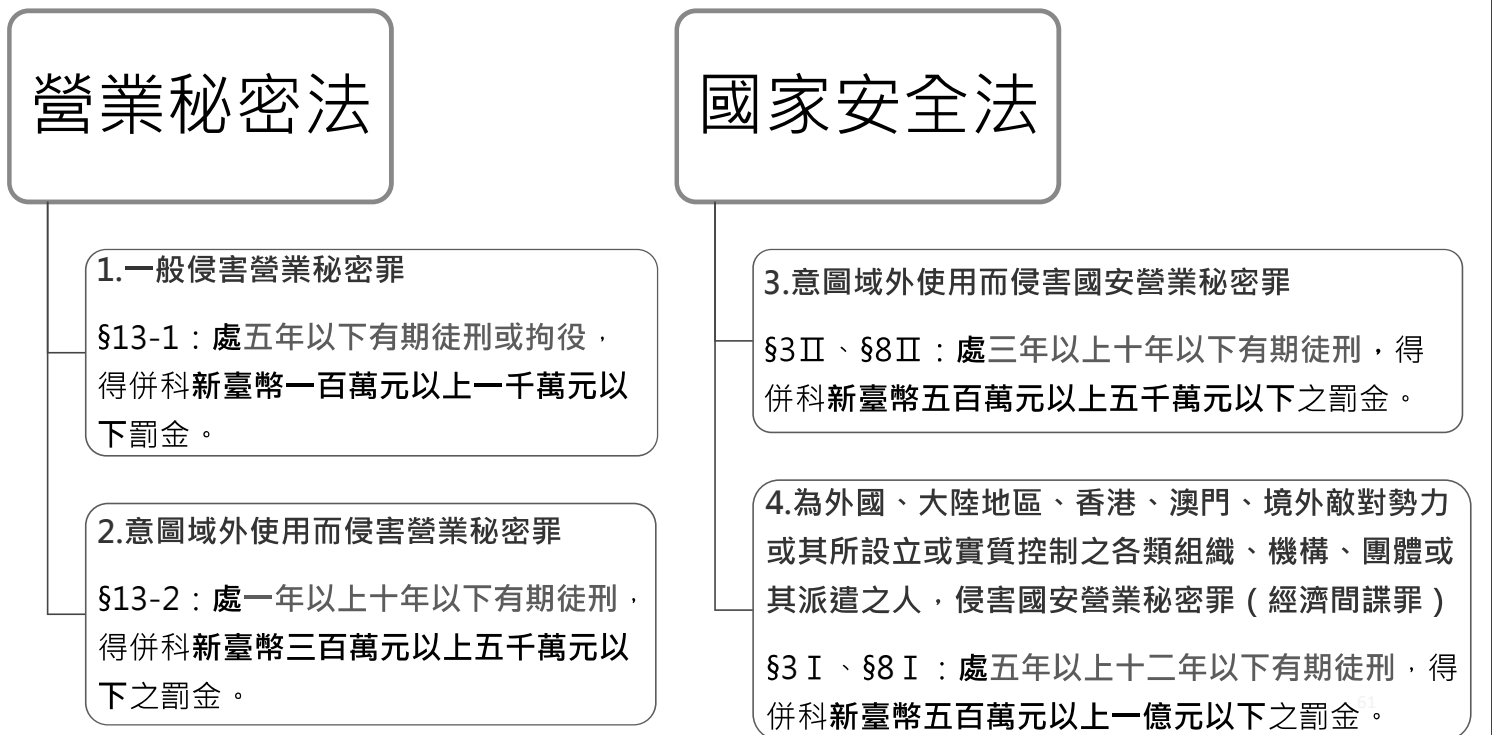 營業秘密法
1.一般侵害營業秘密罪
§13-1：處五年以下有期徒刑或拘役，
得併科新臺幣一百萬元以上一千萬元以
下罰金。
2.意圖域外使用而侵害營業秘密罪
§13-2：處一年以上十年以下有期徒刑，
得併科新臺幣三百萬元以上五千萬元以
下之罰金。
國家安全法
3.意圖域外使用而侵害國安營業秘密罪
§3Ⅱ、§8Ⅱ：處三年以上十年以下有期徒刑，得
併科新臺幣五百萬元以上五千萬元以下之罰金。
4.為外國、大陸地區、香港、澳門、境外敵對勢力
或其所設立或實質控制之各類組織、機構、團體或
其派遣之人，侵害國安營業秘密罪（經濟間諜罪）
§3Ⅰ、§8Ⅰ：處五年以上十二年以下有期徒刑，得
併科新臺幣五百萬元以上一億元以下之罰金。
61